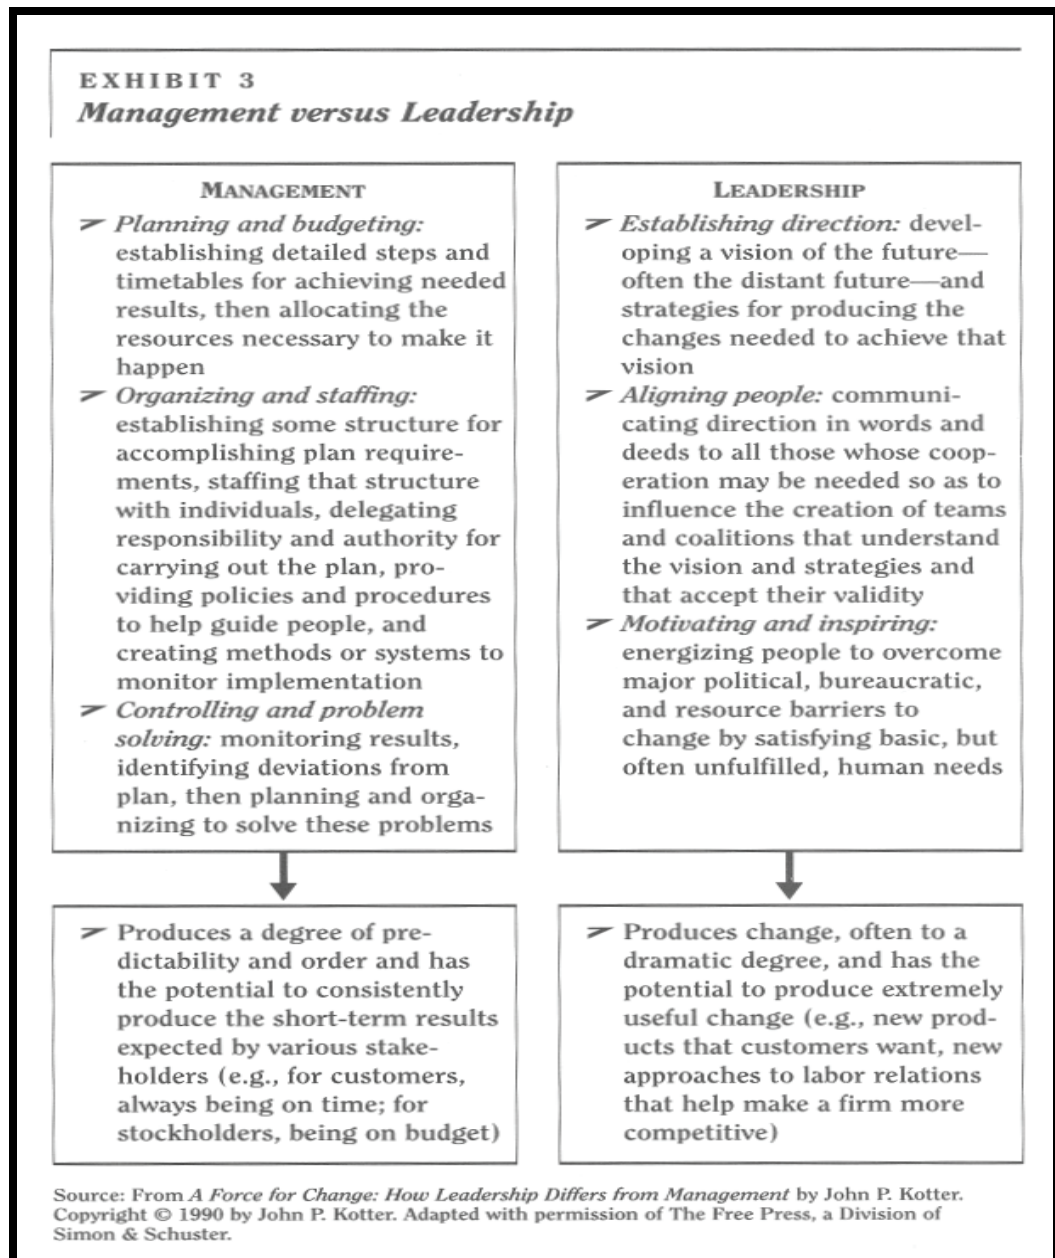 EXHIBIT 3
Management versus Leadership
MANAGEMENT
➢ Planning and budgeting:
establishing detailed steps and
timetables for achieving needed
results, then allocating the
resources necessary to make it
happen
➢ Organizing and staffing:
establishing some structure for
accomplishing plan require-
ments, staffing that structure
with individuals, delegating
responsibility and authority for
carrying out the plan, pro-
viding policies and procedures
to help guide people, and
creating methods or systems to
monitor implementation
➢ Controlling and problem
solving: monitoring results,
identifying deviations from
plan, then planning and orga-
nizing to solve these problems
➢ Produces a degree of pre-
dictability and order and has
the potential to consistently
produce the short-term results
expected by various stake-
holders (e.g., for customers,
always being on time; for
stockholders, being on budget)
LEADERSHIP
➢ Establishing direction: devel-
oping a vision of the future—
often the distant future—and
strategies for producing the
changes needed to achieve that
vision
➢ Aligning people: communi-
cating direction in words and
deeds to all those whose coop-
eration may be needed so as to
influence the creation of teams
and coalitions that understand
the vision and strategies and
that accept their validity
➢ Motivating and inspiring:
energizing people to overcome
major political, bureaucratic,
and resource barriers to
change by satisfying basic, but
often unfulfilled, human needs
➢ Produces change, often to a
dramatic degree, and has the
potential to produce extremely
useful change (e.g., new prod-
ucts that customers want, new
approaches to labor relations
that help make a firm more
competitive)
Source: From A Force for Change: How Leadership Differs from Management by John P. Kotter.
Copyright © 1990 by John P. Kotter. Adapted with permission of The Free Press, a Division of
Simon & Schuster.